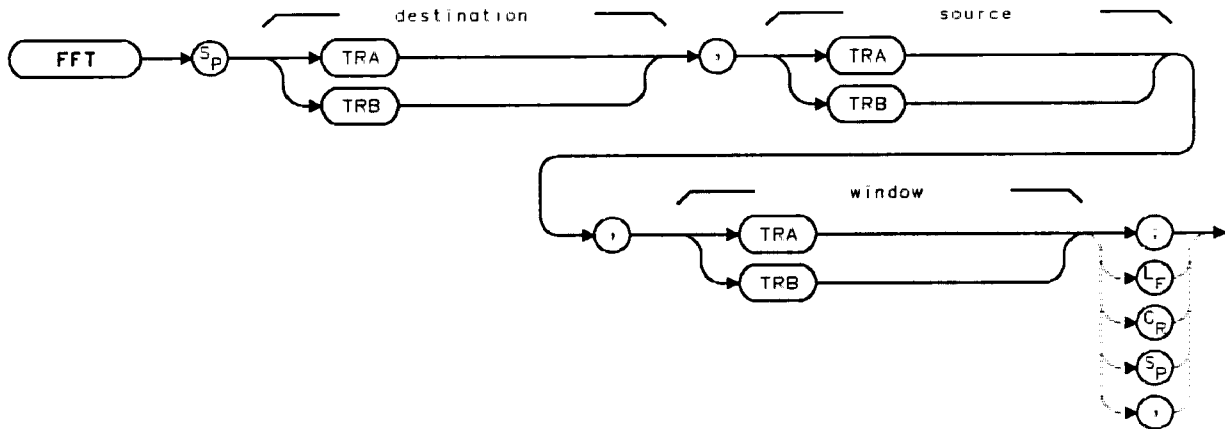 destination source
FFT SP TRA , TRA
TRB TRB
window
, TRA ;
TRB LF
CR
SP
,